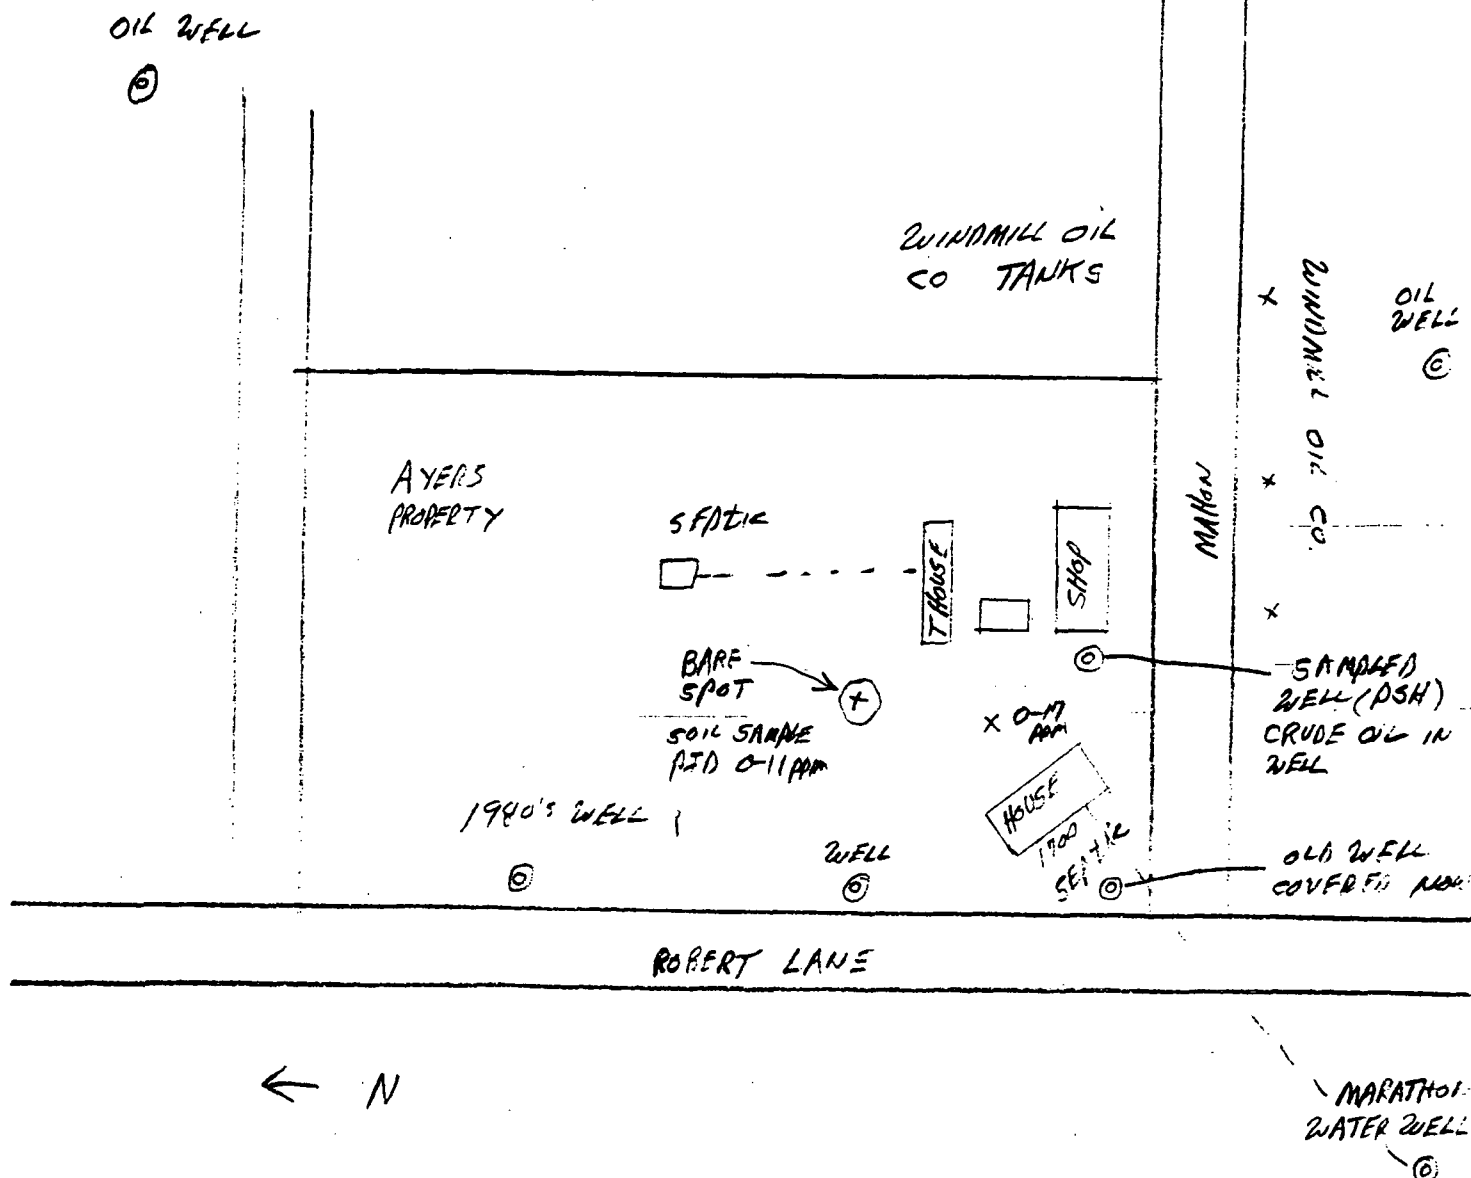 OIL WELL
WINDMILL OIL
CO TANKS
WINDMILL OIL CO.
OIL
WELL
AYERS
PROPERTY
SEPTIC
T HOUSE
SHOP
MAHON
BARE
SPOT
SOIL SAMPLE
PID 0-11 PPM
X 0-17
PPM
SAMPLED
WELL (PSH)
CRUDE OIL IN
WELL
HOUSE
SEPTIC
WELL
WELL
OLD WELL
COVERED
ROBERT LANE
← N
WATER WELL